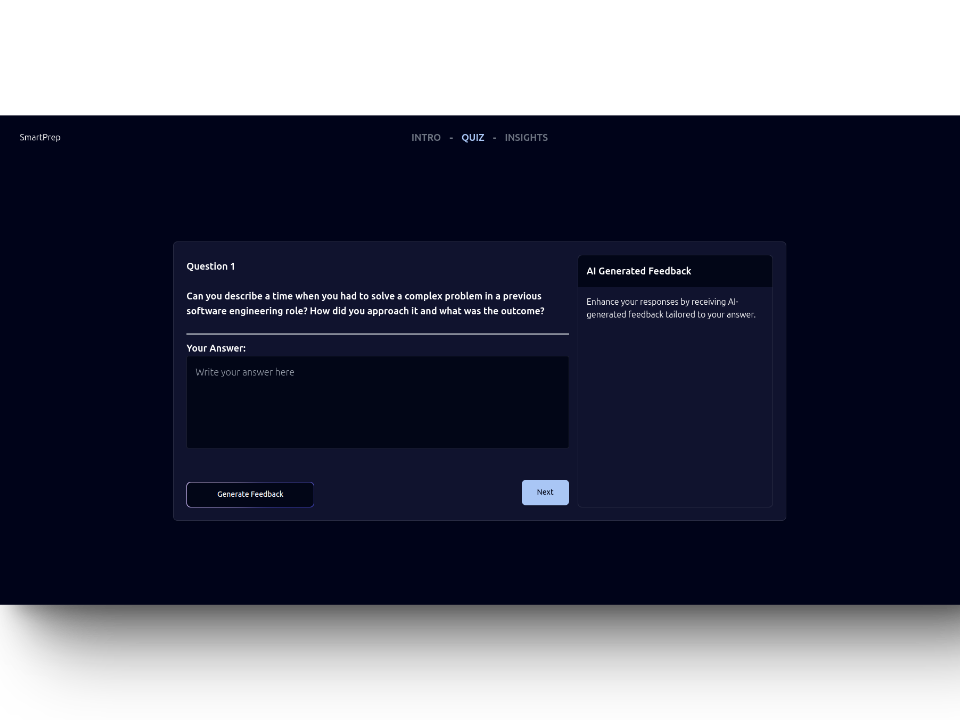 SmartPrep
INTRO - QUIZ - INSIGHTS
Question 1
Can you describe a time when you had to solve a complex problem in a previous
software engineering role? How did you approach it and what was the outcome?
Your Answer:
Write your answer here
Generate Feedback
Next
AI Generated Feedback
Enhance your responses by receiving AI-
generated feedback tailored to your answer.